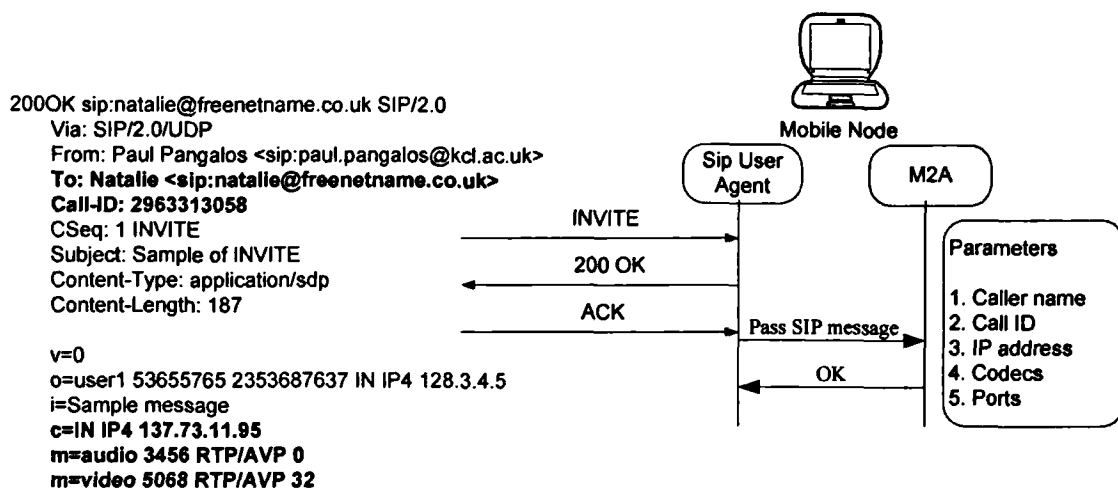 200OK sip:natalie@freenetname.co.uk SIP/2.0
Via: SIP/2.0/UDP
From: Paul Pangalos <sip:paul.pangalos@kcl.ac.uk>
To: Natalie <sip:natalie@freenetname.co.uk>
Call-ID: 2963313058
CSeq: 1 INVITE
Subject: Sample of INVITE
Content-Type: application/sdp
Content-Length: 187
v=0
o=user1 53655765 2353687637 IN IP4 128.3.4.5
i=Sample message
c=IN IP4 137.73.11.95
m=audio 3456 RTP/AVP 0
m=video 5068 RTP/AVP 32
Mobile Node
Sip User
Agent
M2A
INVITE
200 OK
ACK
Pass SIP message
OK
Parameters
1. Caller name
2. Call ID
3. IP address
4. Codecs
5. Ports